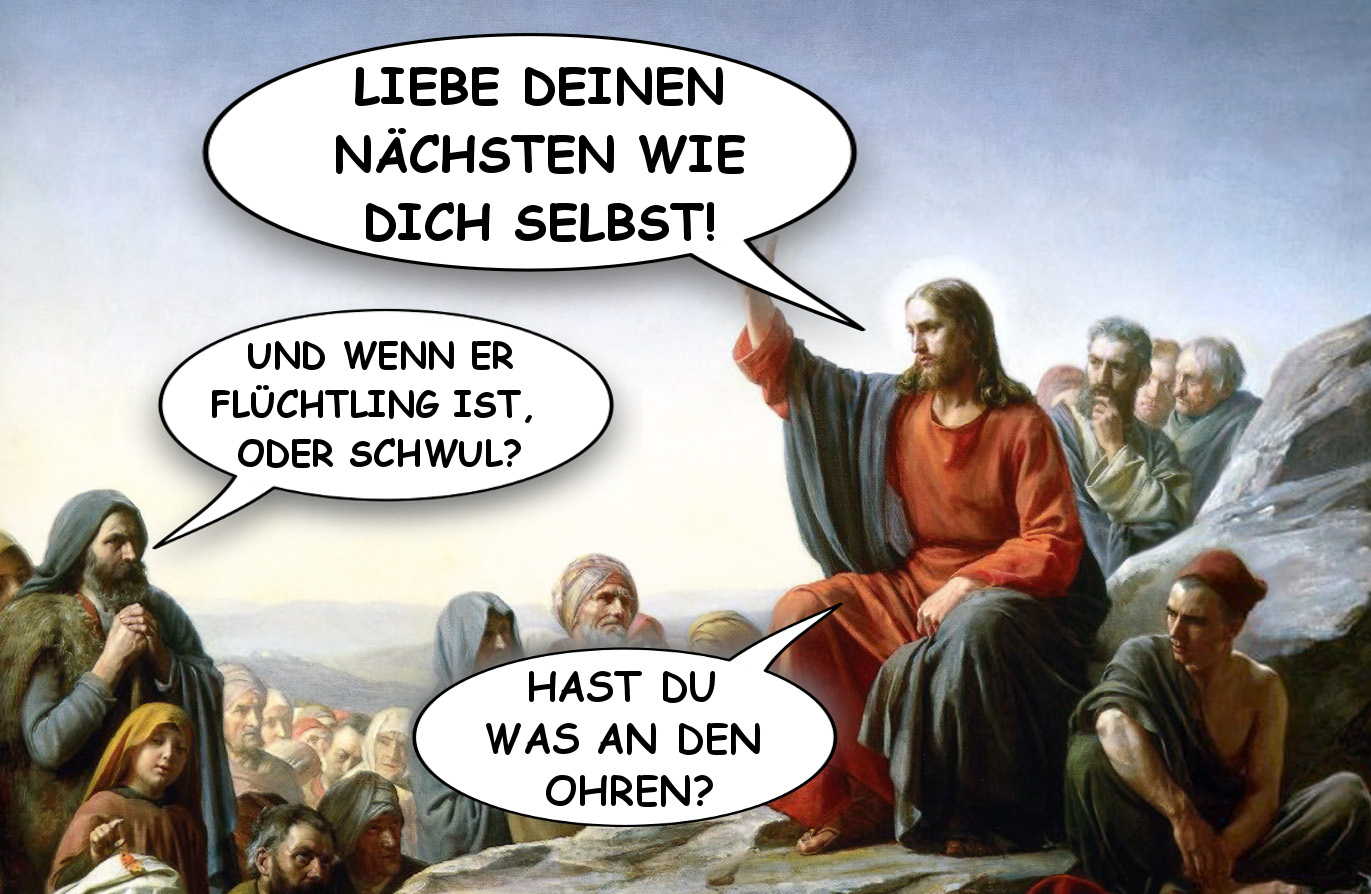 LIEBE DEINEN
NÄCHSTEN WIE
DICH SELBST!
UND WENN ER
FLÜCHTLING IST,
ODER SCHWUL?
HAST DU
WAS AN DEN
OHREN?